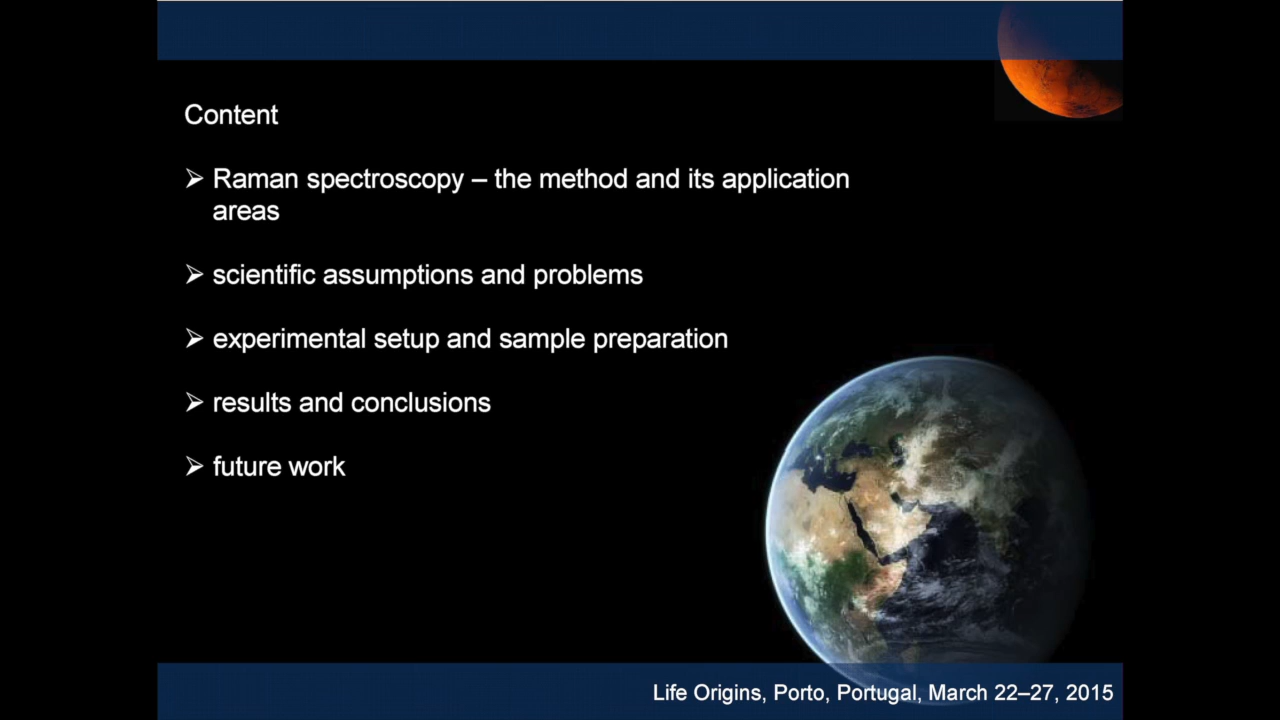 Content
➢ Raman spectroscopy – the method and its application
areas
➢ scientific assumptions and problems
➢ experimental setup and sample preparation
➢ results and conclusions
➢ future work
Life Origins, Porto, Portugal, March 22–27, 2015